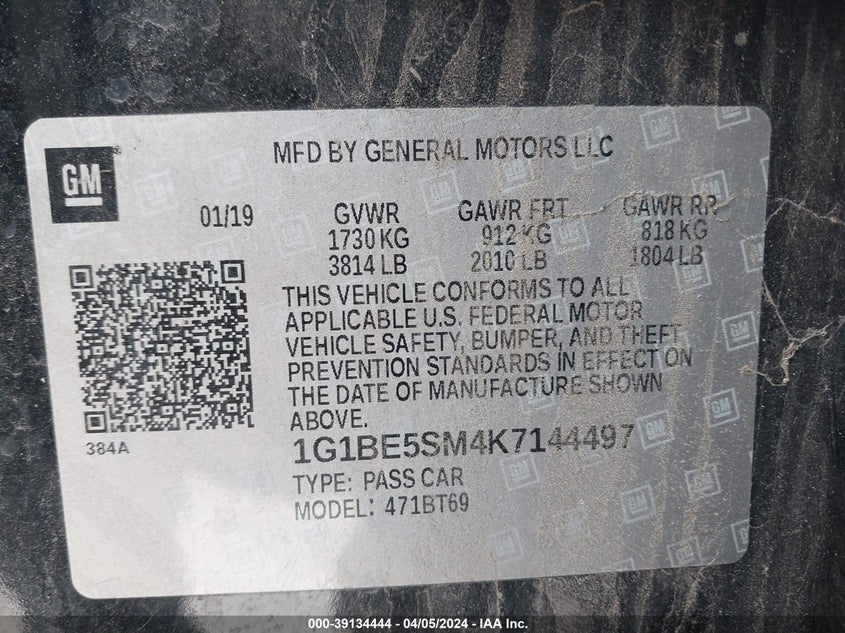 GM
MFD BY GENERAL MOTORS LLC
01/19 GVWR GAWR FRT GAWR RR
1730 KG 912 KG 818 KG
3814 LB 2010 LB 1804 LB
THIS VEHICLE CONFORMS TO ALL
APPLICABLE U.S. FEDERAL MOTOR
VEHICLE SAFETY, BUMPER, AND THEFT
PREVENTION STANDARDS IN EFFECT ON
THE DATE OF MANUFACTURE SHOWN
ABOVE.
384A
1G1BE5SM4K7144497
TYPE: PASS CAR
MODEL: 471BT69
000-39134444 - 04/05/2024 - IAA Inc.